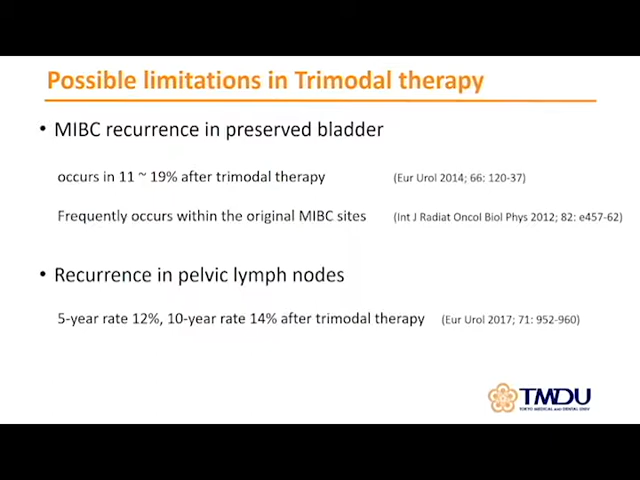 Possible limitations in Trimodal therapy
• MIBC recurrence in preserved bladder
occurs in 11 ~ 19% after trimodal therapy (Eur Urol 2014; 66: 120-37)
Frequently occurs within the original MIBC sites (Int J Radiat Oncol Biol Phys 2012; 82: e457-62)
• Recurrence in pelvic lymph nodes
5-year rate 12%, 10-year rate 14% after trimodal therapy (Eur Urol 2017; 71: 952-960)
TMDU
TOKYO MEDICAL AND DENTAL UNIV